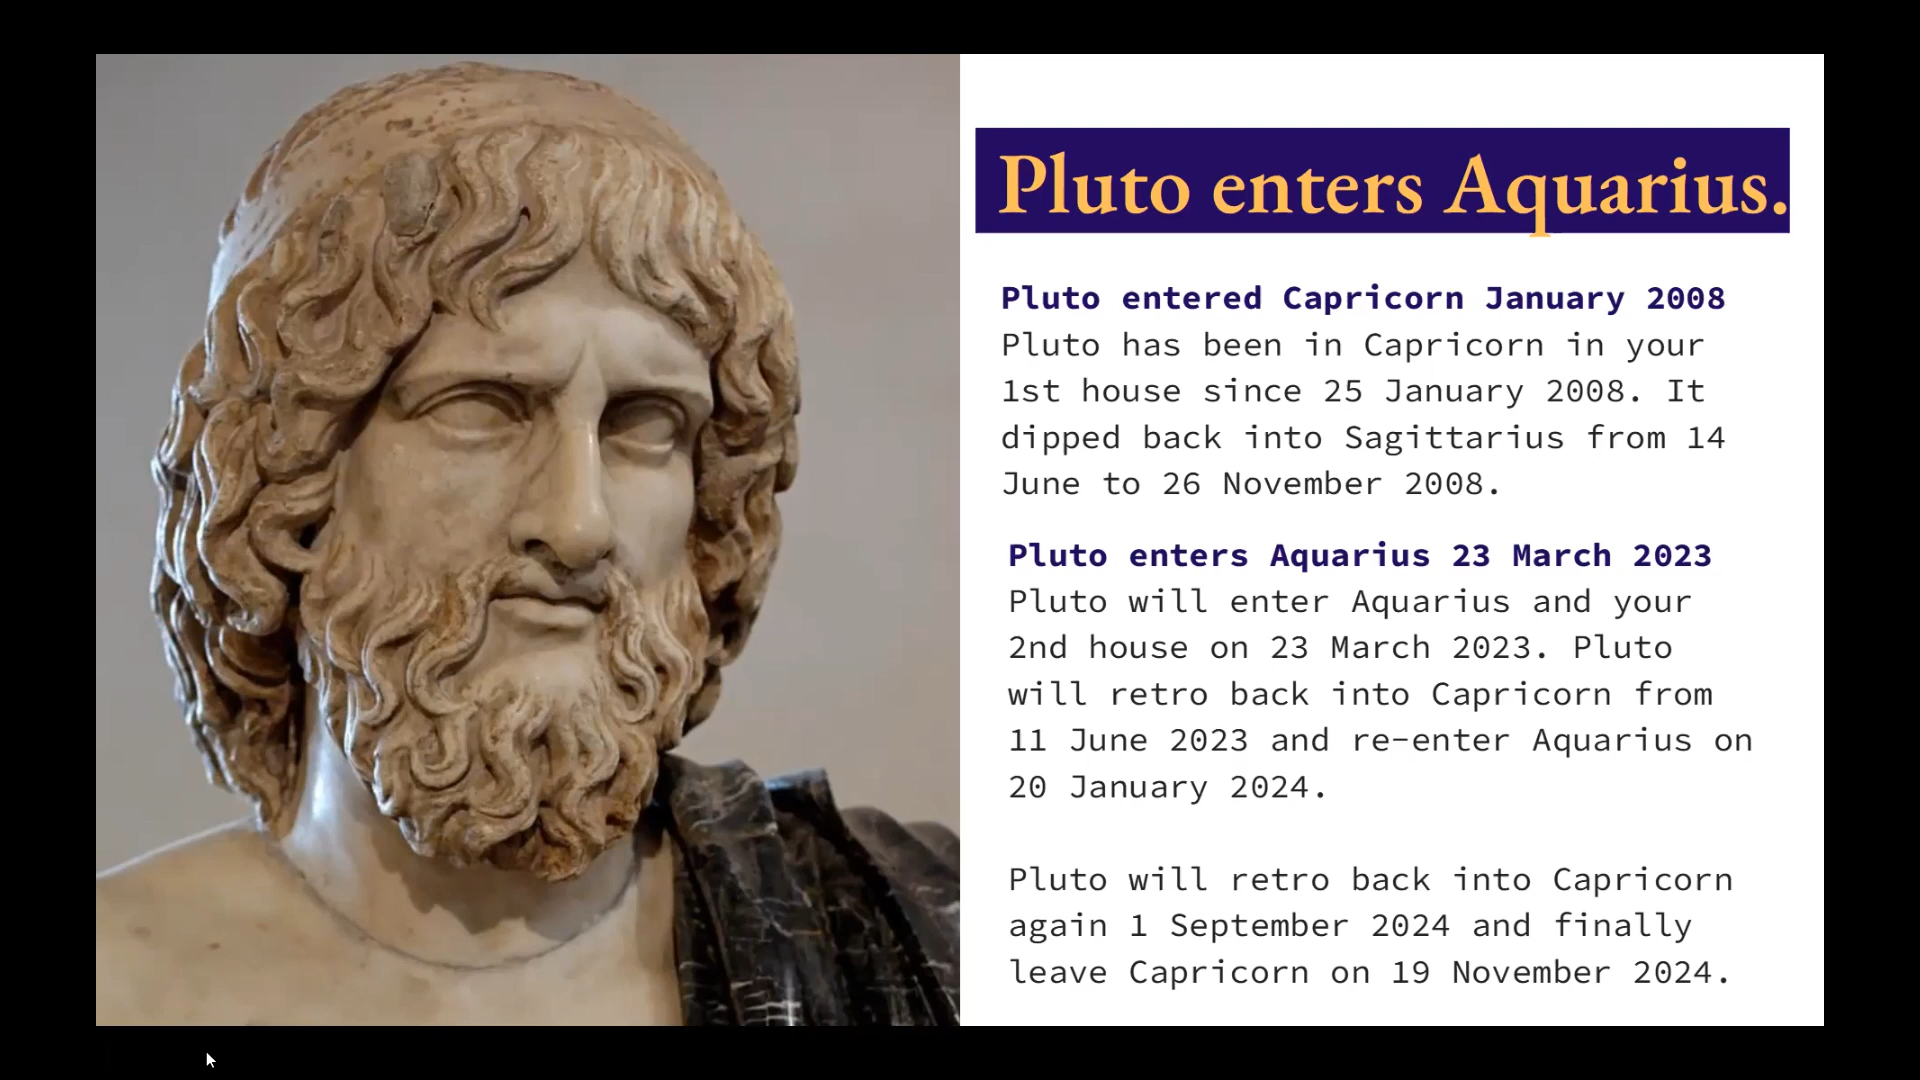 Pluto enters Aquarius.
Pluto entered Capricorn January 2008
Pluto has been in Capricorn in your
1st house since 25 January 2008. It
dipped back into Sagittarius from 14
June to 26 November 2008.
Pluto enters Aquarius 23 March 2023
Pluto will enter Aquarius and your
2nd house on 23 March 2023. Pluto
will retro back into Capricorn from
11 June 2023 and re-enter Aquarius on
20 January 2024.
Pluto will retro back into Capricorn
again 1 September 2024 and finally
leave Capricorn on 19 November 2024.